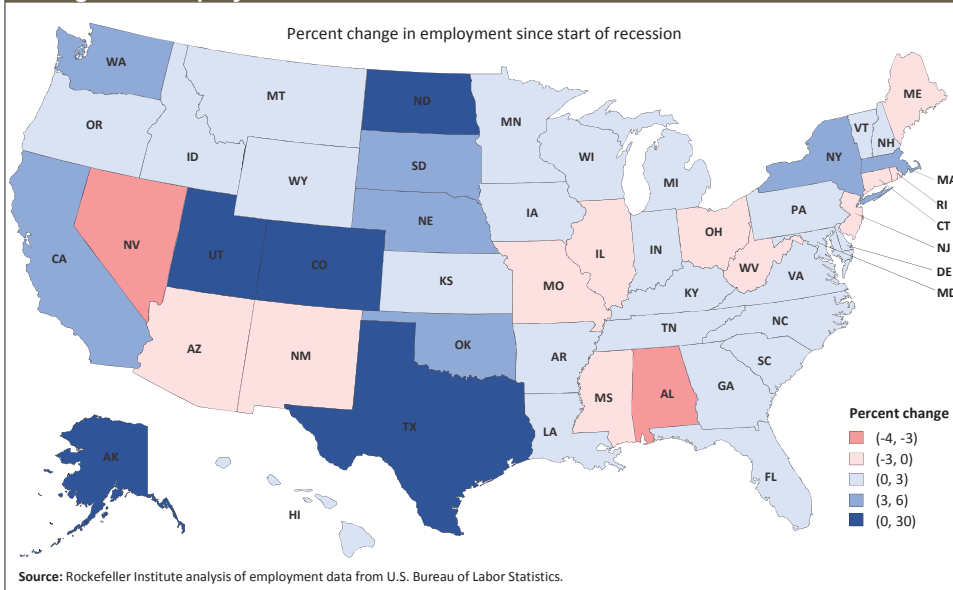 Percent change in employment since start of recession
WA
MT
ND
MN
ME
VT
NH
OR
ID
WY
SD
WI
MI
NY
MA
RI
CT
NJ
DE
MD
NE
IA
PA
NV
UT
CO
CA
KS
MO
IL
IN
OH
WV
VA
KY
NC
TN
SC
AZ
NM
OK
AR
MS
AL
GA
TX
LA
FL
AK
HI
Percent change
(-4, -3)
(-3, 0)
(0, 3)
(3, 6)
(0, 30)
Source: Rockefeller Institute analysis of employment data from U.S. Bureau of Labor Statistics.